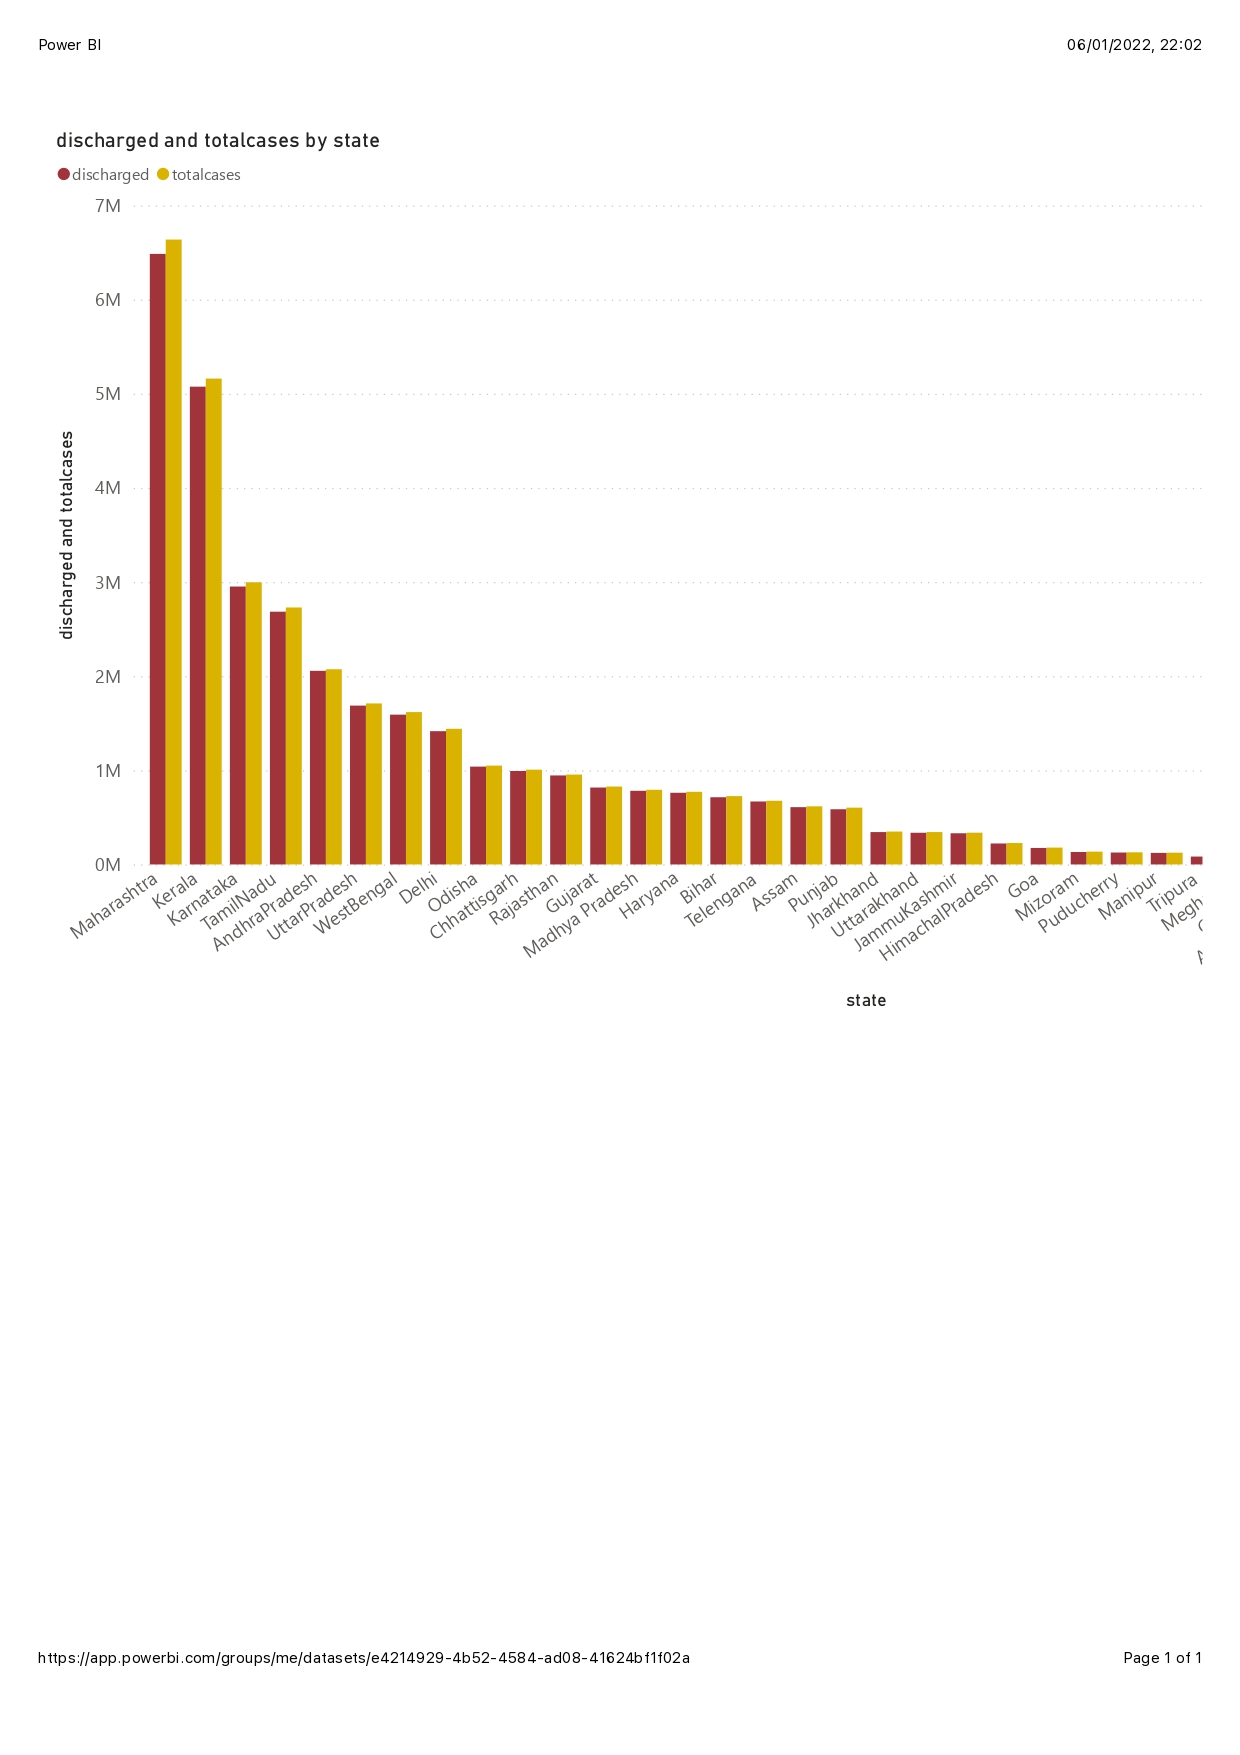 Power BI
06/01/2022, 22:02
discharged and totalcases by state
discharged totalcases
7M
6M
5M
4M
3M
2M
1M
0M
discharged and totalcases
Maharashtra
Kerala
Karnataka
TamilNadu
AndhraPradesh
UttarPradesh
WestBengal
Delhi
Odisha
Chhattisgarh
Rajasthan
Gujarat
Madhya Pradesh
Haryana
Bihar
Telengana
Assam
Punjab
Jharkhand
Uttarakhand
JammuKashmir
HimachalPradesh
Goa
Mizoram
Puducherry
Manipur
Tripura
Megh
state
https://app.powerbi.com/groups/me/datasets/e4214929-4b52-4584-ad08-41624bf1f02a
Page 1 of 1